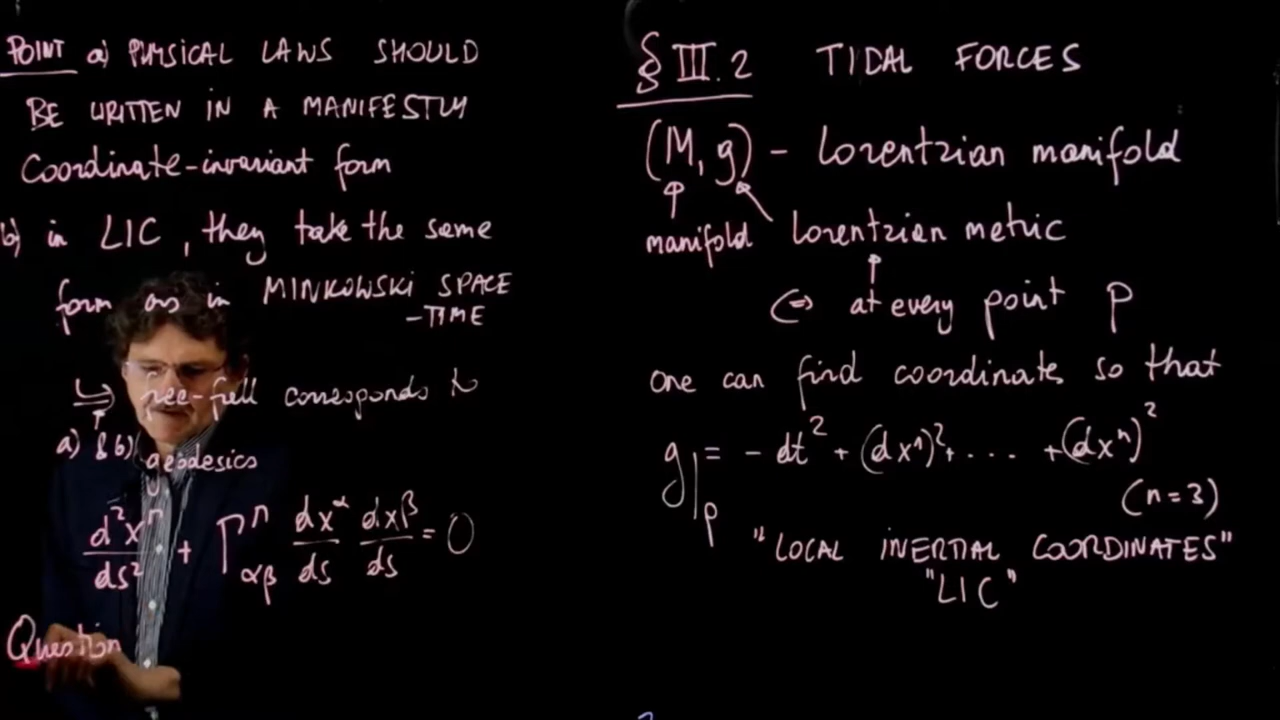 POINT a) PHYSICAL LAWS SHOULD
BE WRITTEN IN A MANIFESTLY
COORDINATE-invariant form
b) in LIC, they take the same
form as in MINKOWSKI SPACE
-TIME
↳ free-fall corresponds to
a) & b)
geodesics
d²xⁿ/ds² + Γⁿ_αβ dx^α/ds dx^β/ds = 0
Question
§ III.2 TIDAL FORCES
(M, g) - Lorentzian manifold
manifold Lorentzian metric
⇔ at every point p
one can find coordinate so that
g|_p = - dt² + (dx¹)² + .... + (dxⁿ)²
(n=3)
"LOCAL INERTIAL COORDINATES"
"LIC"